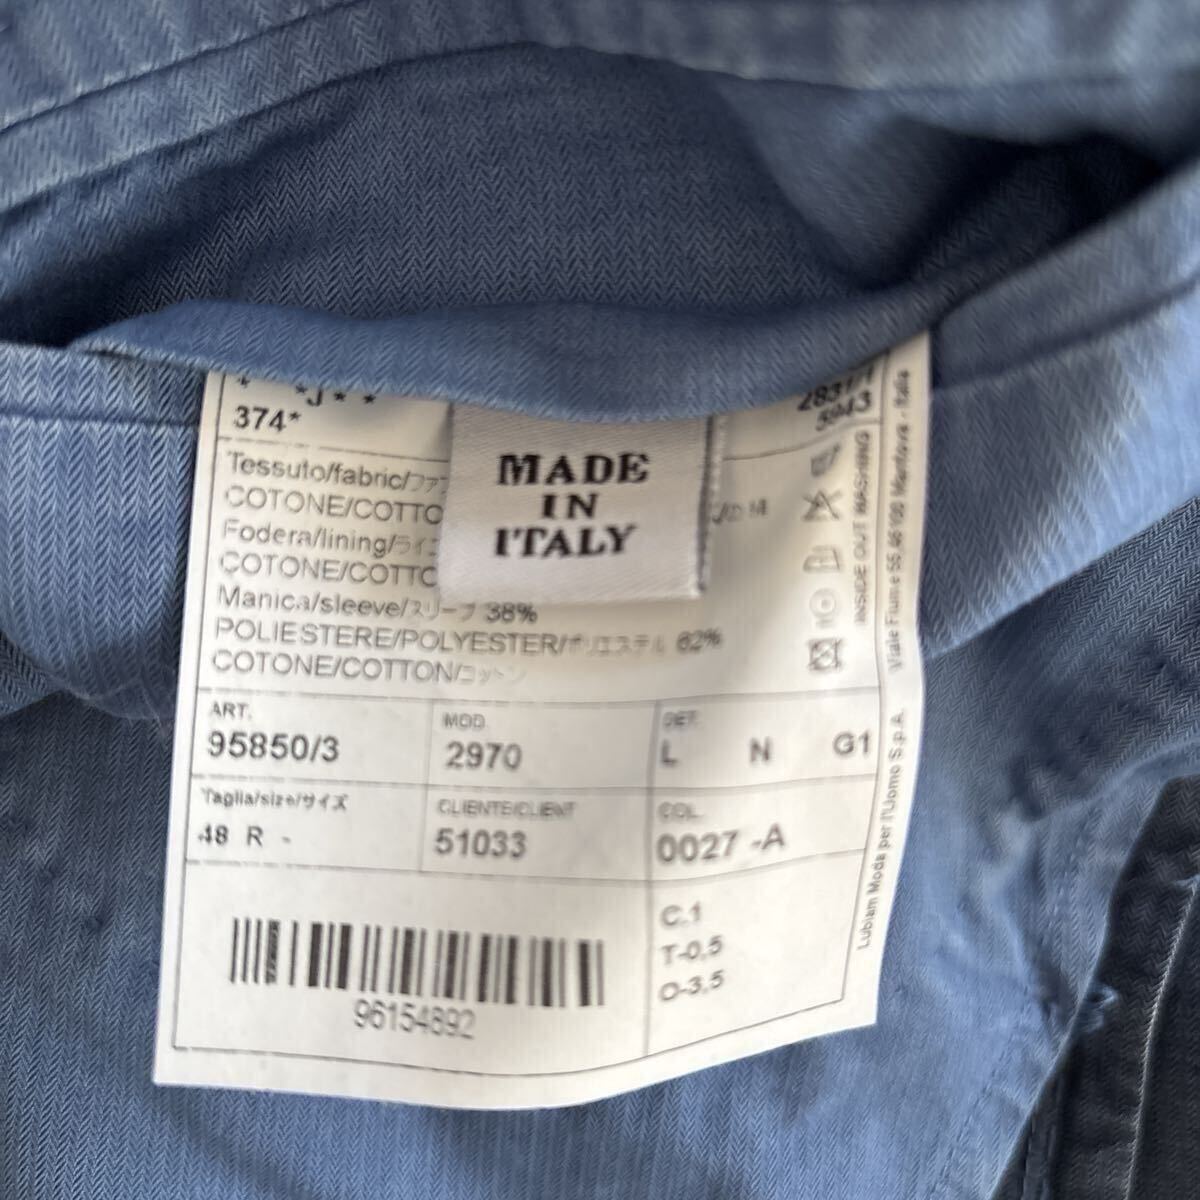 *J**
374*
5943
MADE
IN
ITALY
Tessuto/fabric/ファ
COTONE/COTTO
Fodera/lining/ライ
COTONE/COTTO
Manica/sleeve/スリーブ 38%
POLIESTERE/POLYESTER/ポリエステル 62%
COTONE/COTTON/コットン
INSIDE OUT WASHING
ART.
95850/3
MOD.
2970
DET.
L N G1
Taglia/size/サイズ
48 R -
CLIENTE/CLIENT
51033
COL.
0027 -A
96154892
C.1
T-0,5
O-3,5
Lubiam Moda per l'Uomo S.p.A. Viale Fiume 55, 46100 Mantova - Italia